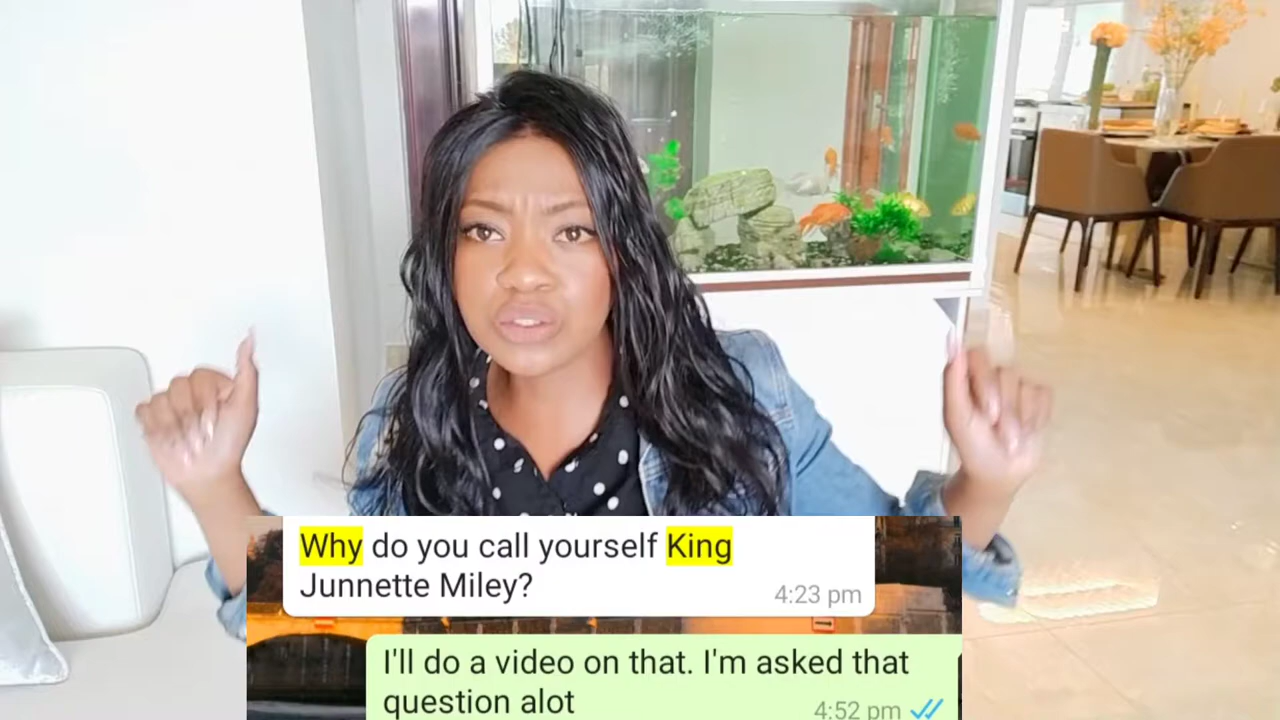 Why do you call yourself King
Junnette Miley?
4:23 pm
I'll do a video on that. I'm asked that
question alot
4:52 pm